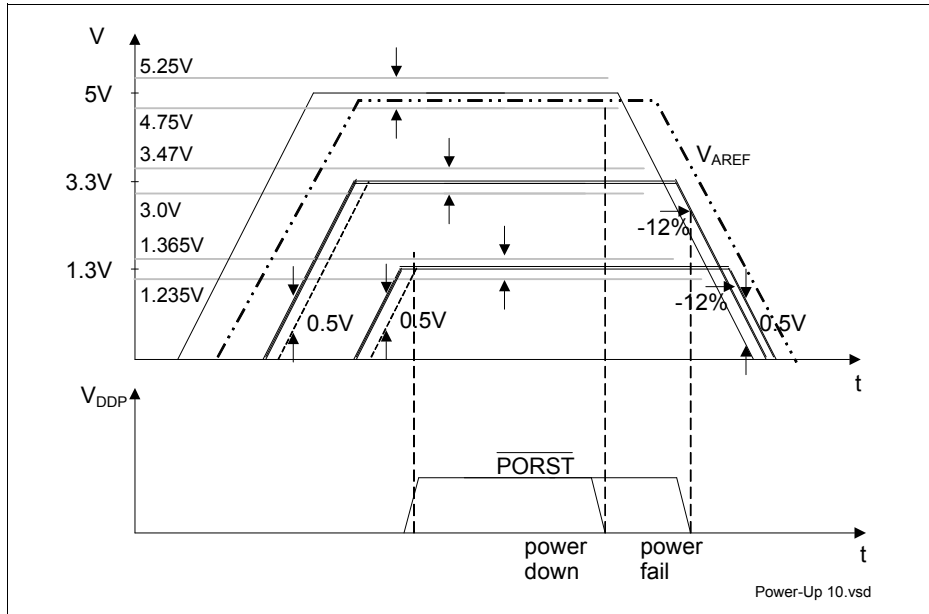 V
5.25V
5V
4.75V
V_AREF
3.47V
3.3V
3.0V
-12%
1.365V
1.3V
1.235V
-12%
0.5V
0.5V
0.5V
t
V_DDP
PORST
power down
power fail
t
Power-Up 10.vsd